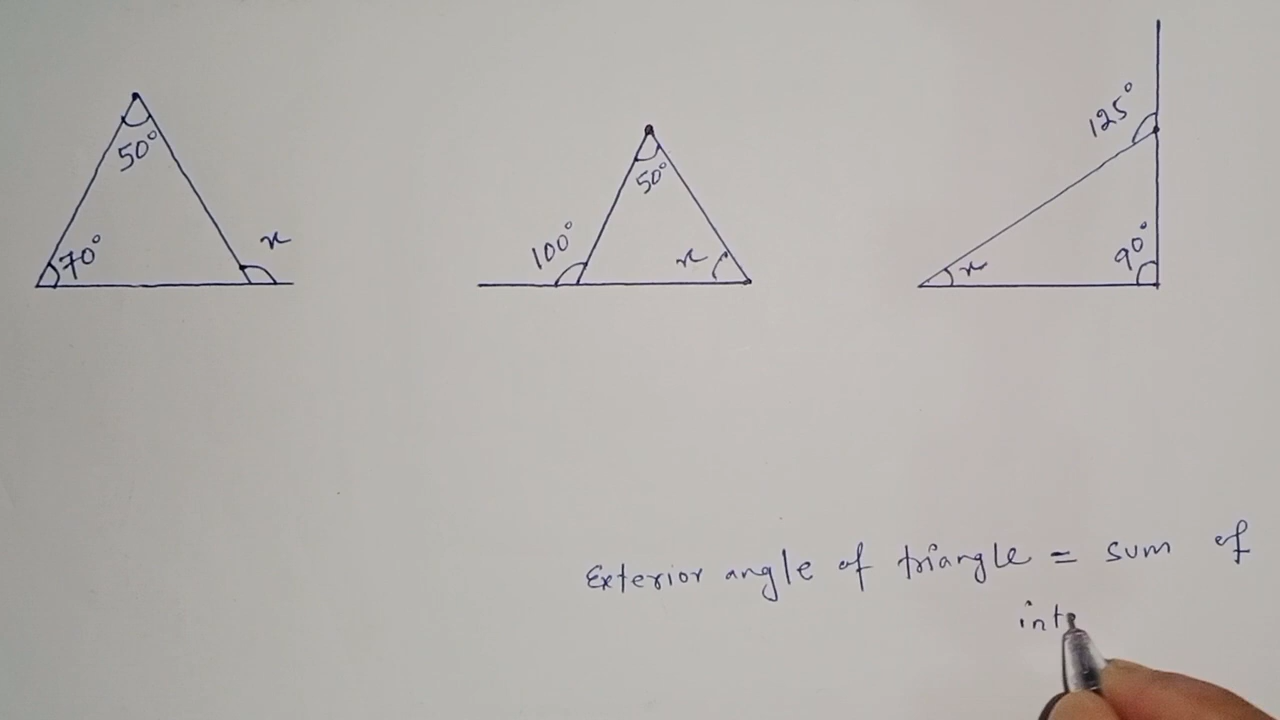 50°
70°
x
100°
50°
x
125°
90°
x
Exterior angle of triangle = sum of
int